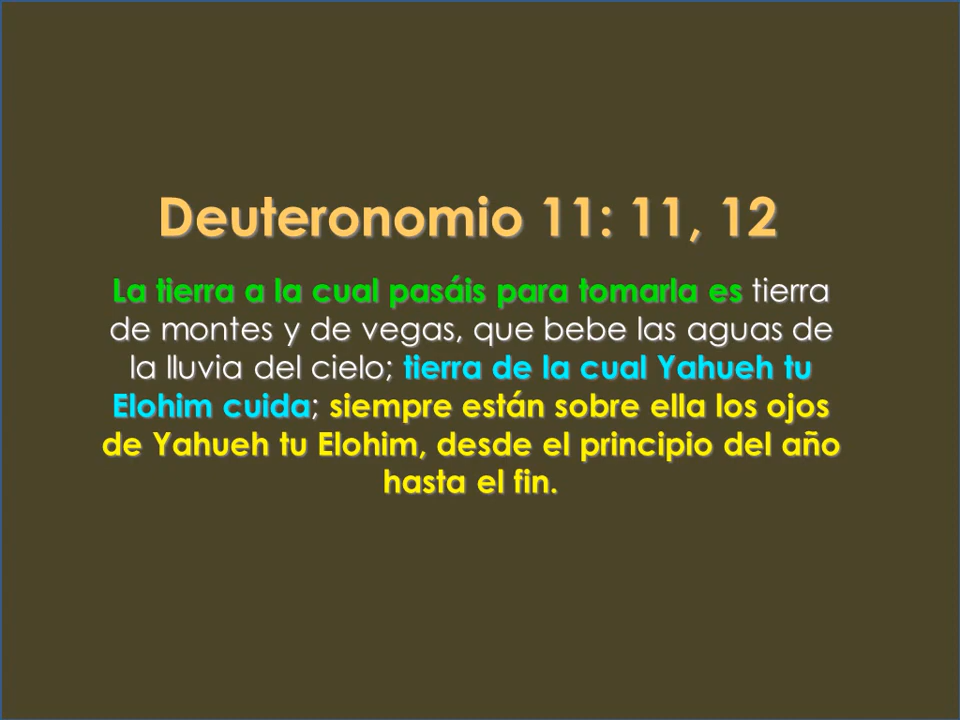 Deuteronomio 11: 11, 12
La tierra a la cual pasáis para tomarla es tierra
de montes y de vegas, que bebe las aguas de
la lluvia del cielo; tierra de la cual Yahueh tu
Elohim cuida; siempre están sobre ella los ojos
de Yahueh tu Elohim, desde el principio del año
hasta el fin.